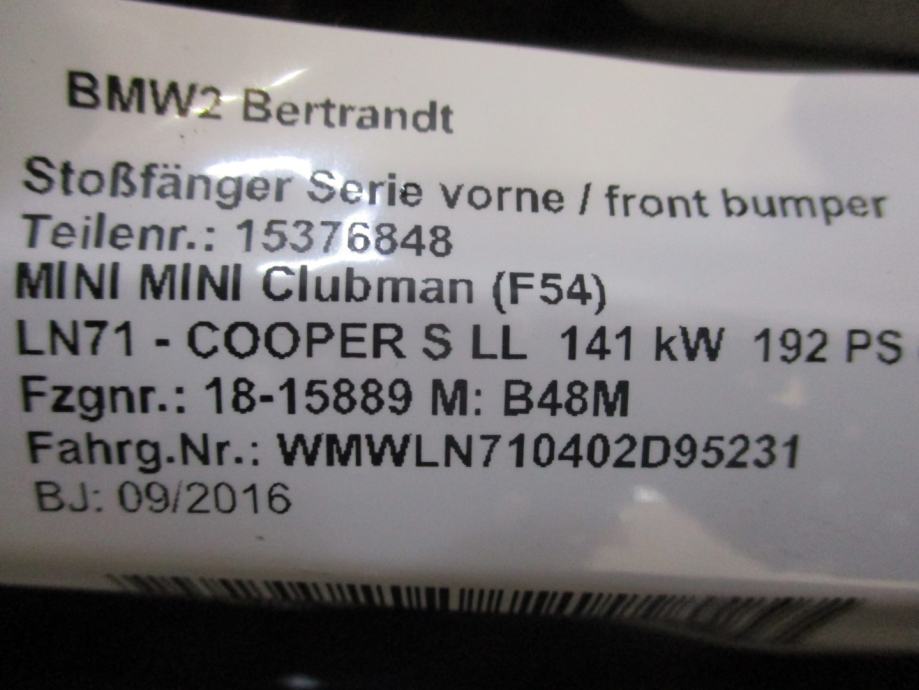 BMW2 Bertrandt
Stoßfänger Serie vorne / front bumper
Teilenr.: 15376848
MINI MINI Clubman (F54)
LN71 - COOPER S LL 141 kW 192 PS
Fzgnr.: 18-15889 M: B48M
Fahrg.Nr.: WMWLN710402D95231
BJ: 09/2016